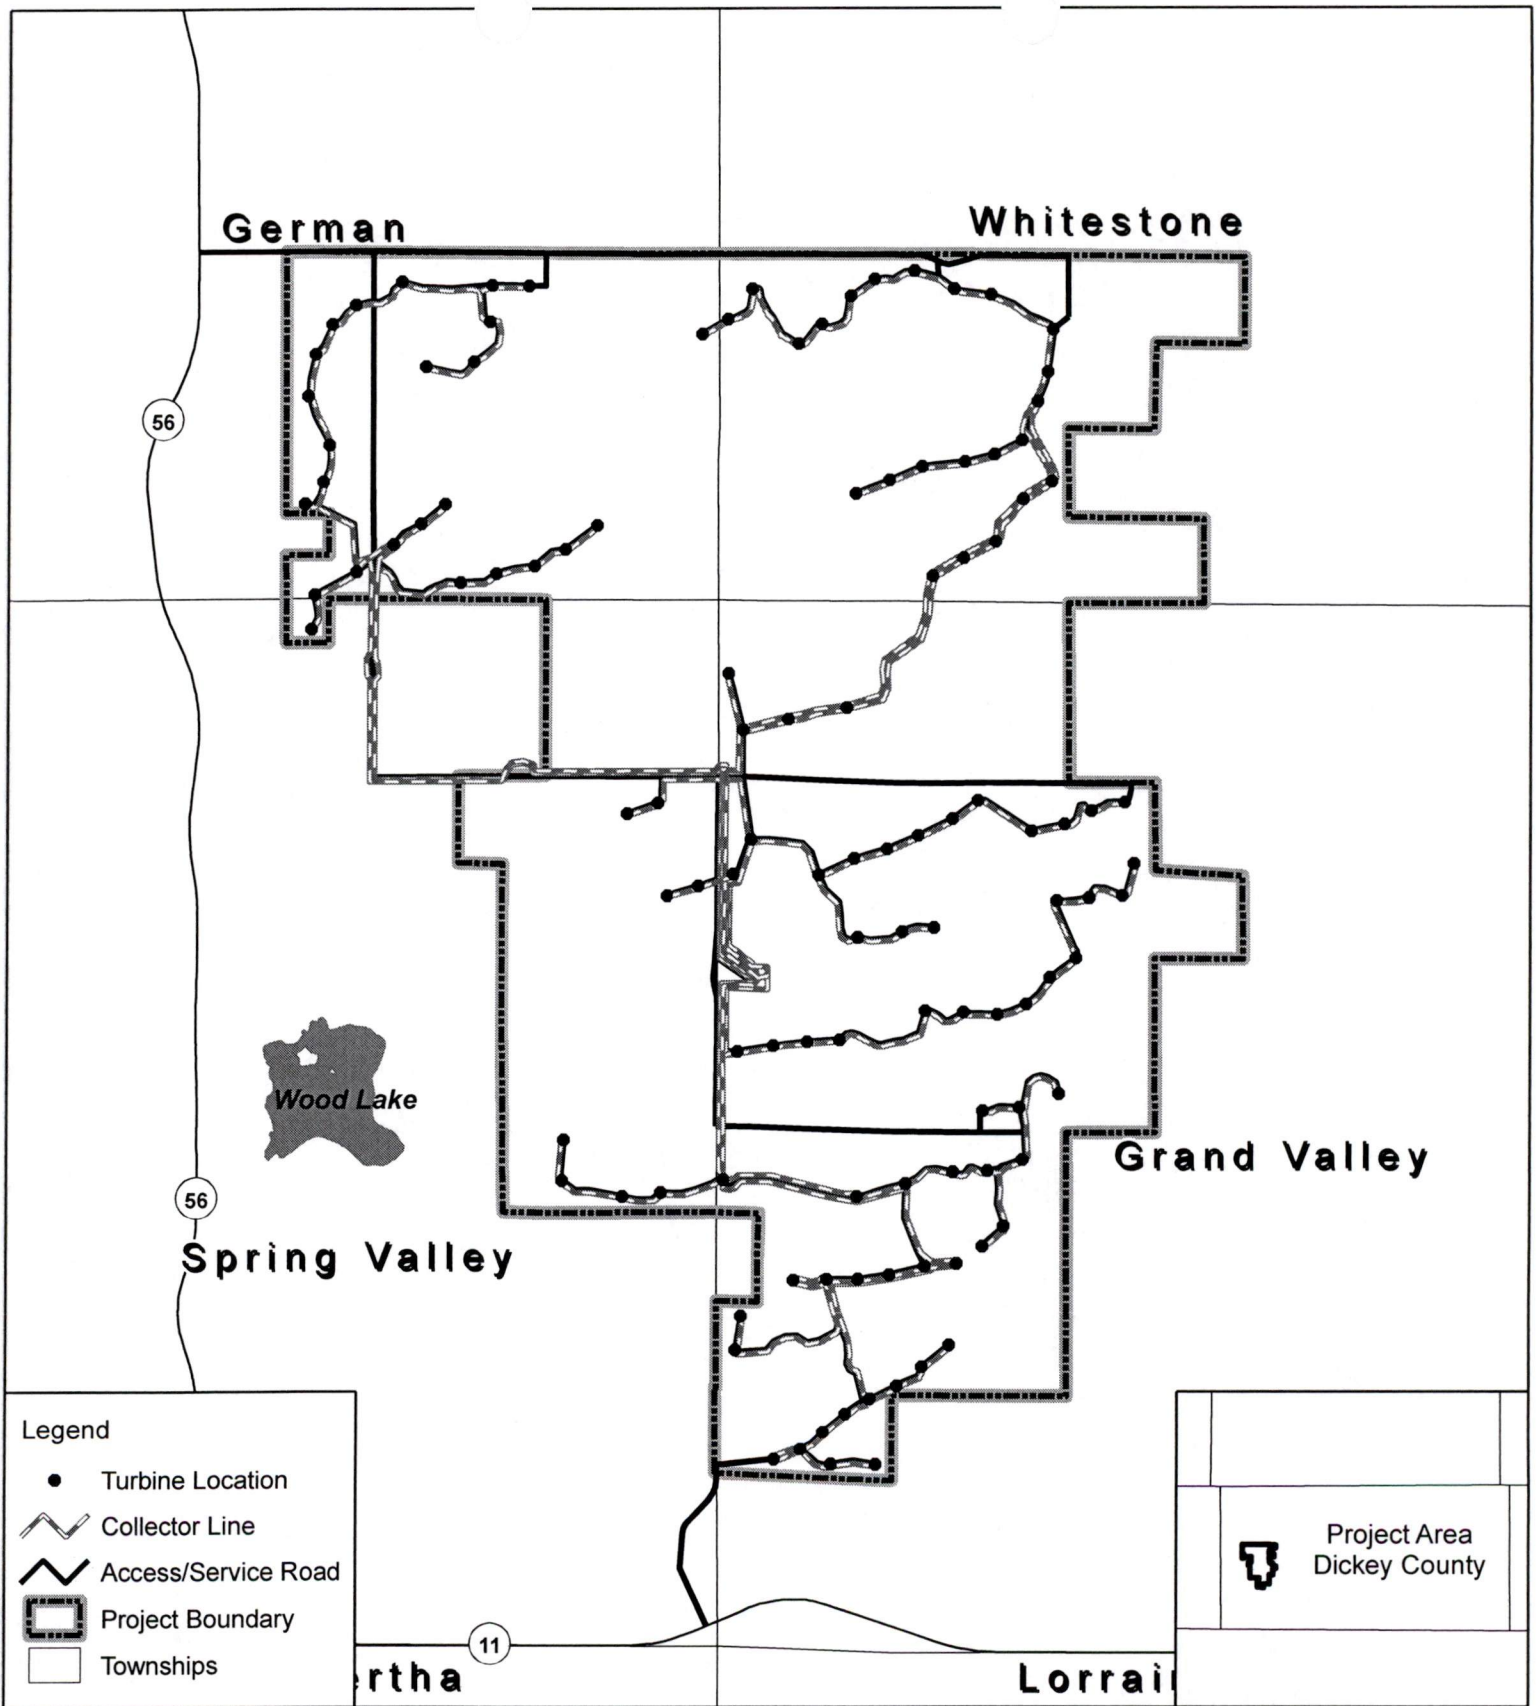 German
Whitestone
56
Wood Lake
Grand Valley
56
Spring Valley
Legend
Turbine Location
Collector Line
Access/Service Road
Project Boundary
Townships
Project Area
Dickey County
11
rtha
Lorrai